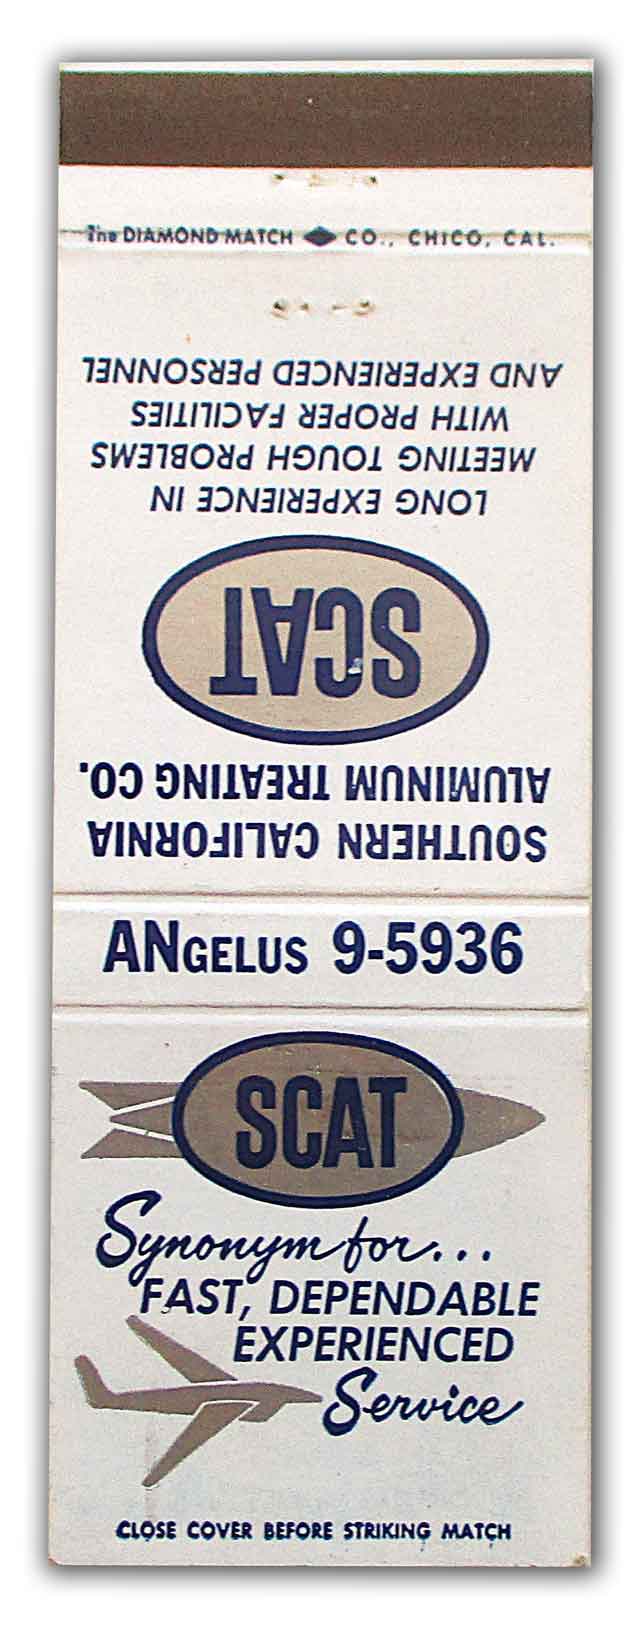 The DIAMOND MATCH CO., CHICO, CAL.
SOUTHERN CALIFORNIA
ALUMINUM TREATING CO.
SCAT
LONG EXPERIENCE IN
MEETING TOUGH PROBLEMS
WITH PROPER FACILITIES
AND EXPERIENCED PERSONNEL
ANGELUS 9-5936
SCAT
Synonym for...
FAST, DEPENDABLE
EXPERIENCED
Service
CLOSE COVER BEFORE STRIKING MATCH